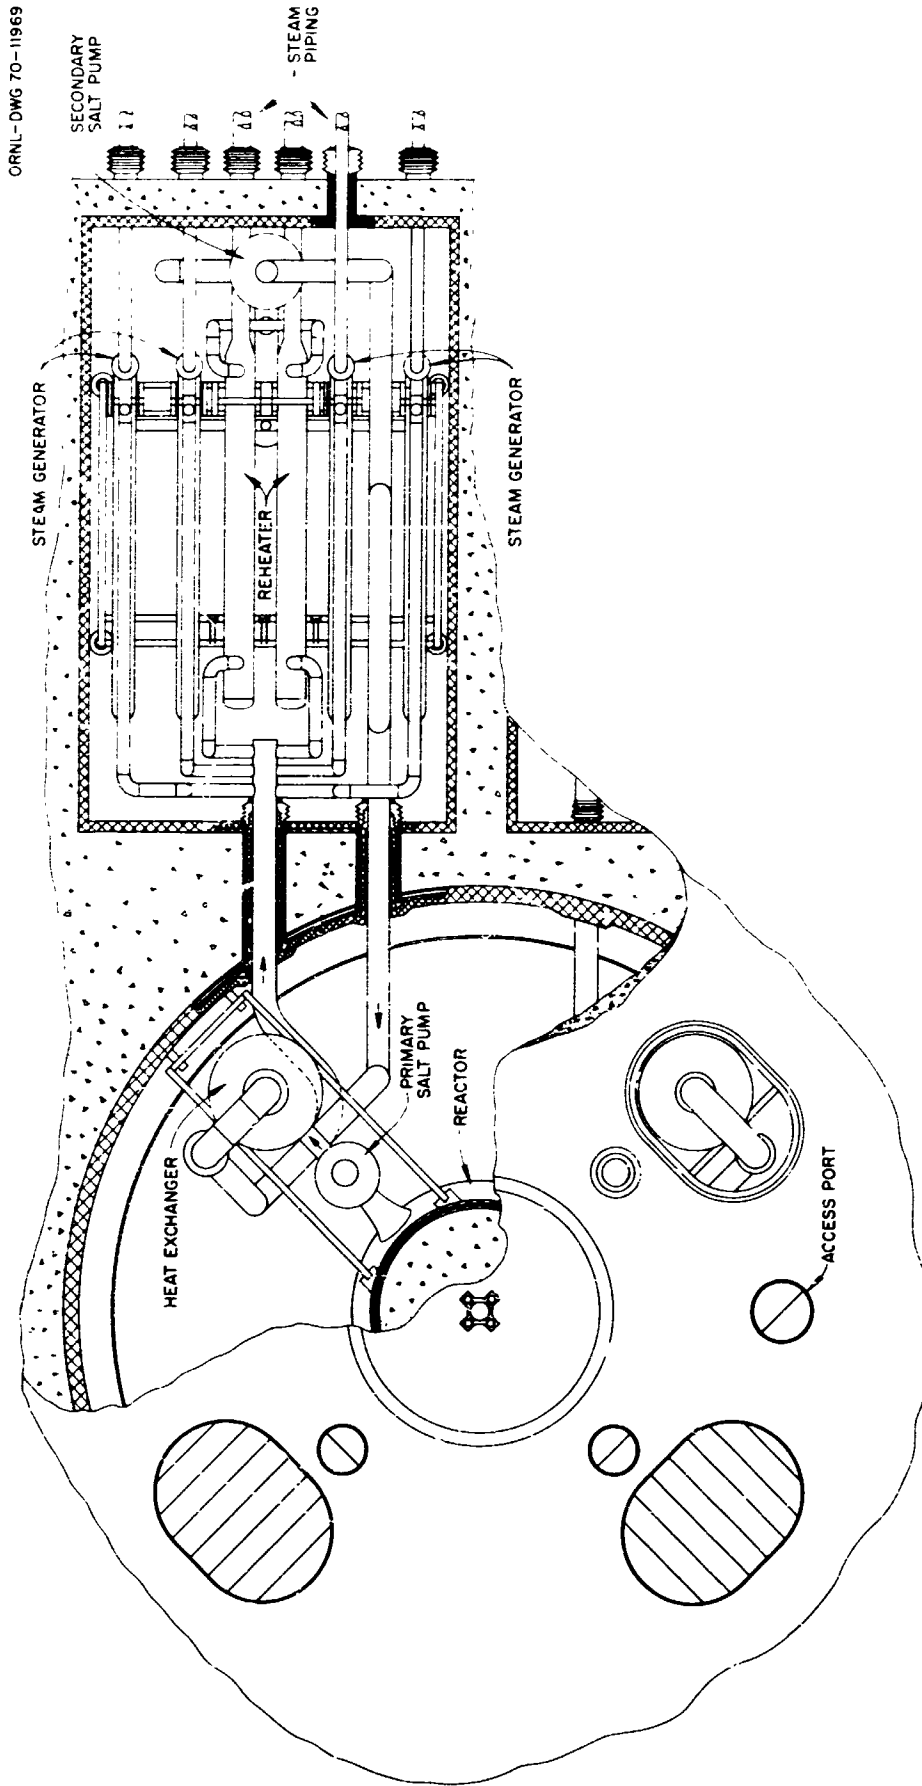 ORNL-DWG 70-11969
SECONDARY
SALT PUMP
STEAM
PIPING
STEAM GENERATOR
REHEATER
STEAM GENERATOR
HEAT EXCHANGER
PRIMARY
SALT PUMP
REACTOR
ACCESS PORT